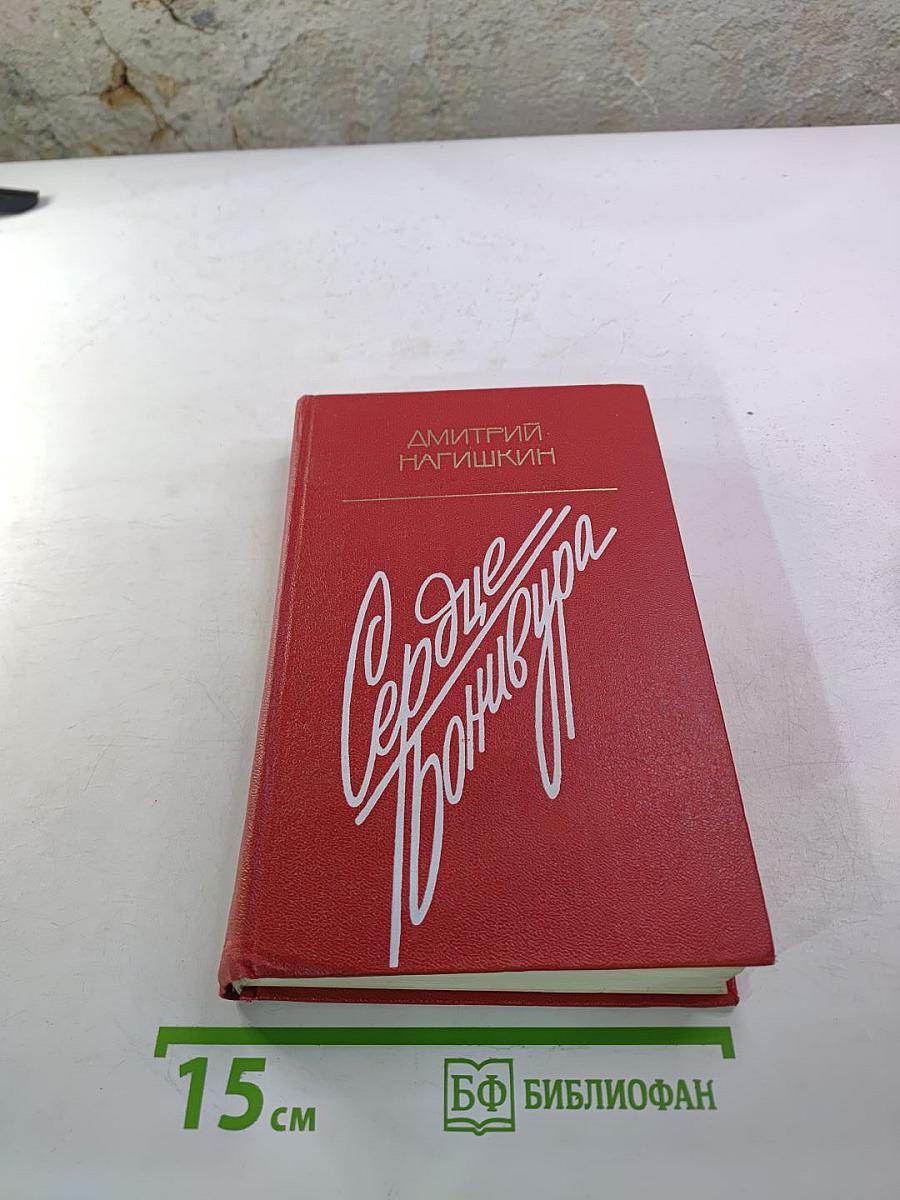 ДМИТРИЙ
НАГИШКИН
Сердце
Бонивура
15 см
БФ БИБЛИОФАН